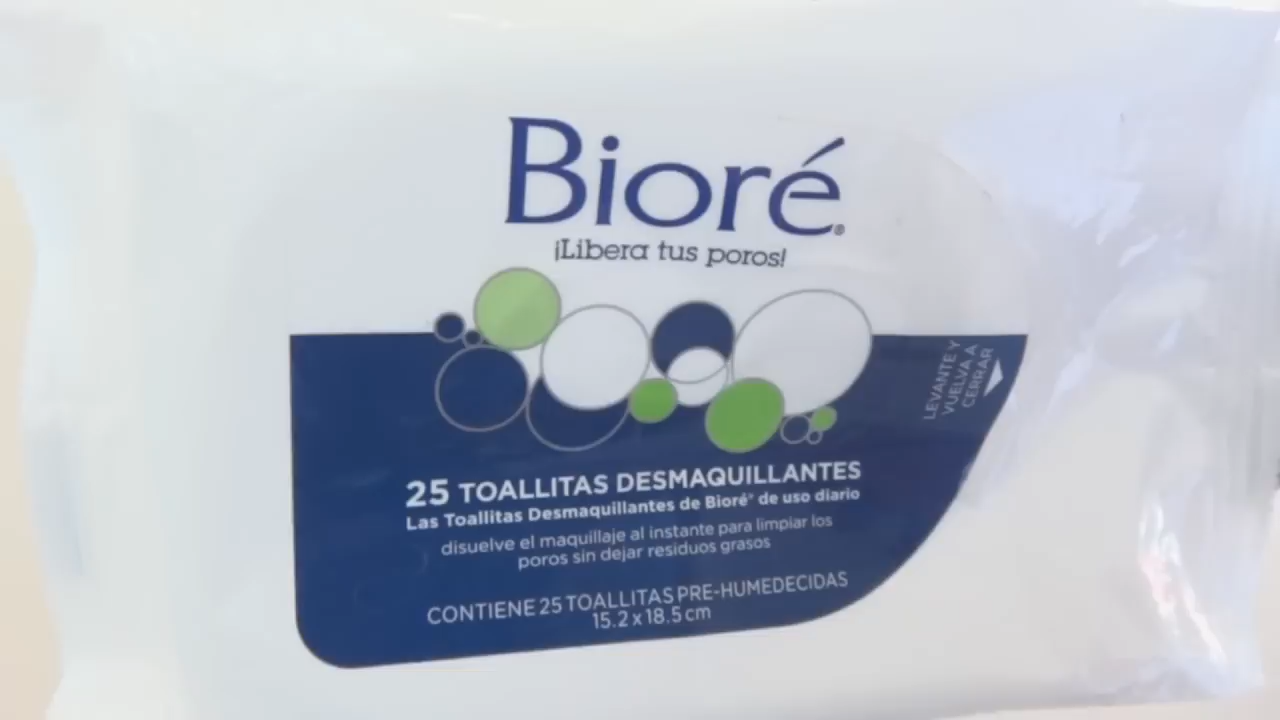 Bioré®
¡Libera tus poros!
LEVANTE Y
VUELVA A
CERRAR
25 TOALLITAS DESMAQUILLANTES
Las Toallitas Desmaquillantes de Bioré® de uso diario
disuelve el maquillaje al instante para limpiar los
poros sin dejar residuos grasos
CONTIENE 25 TOALLITAS PRE-HUMEDECIDAS
15.2 x 18.5 cm